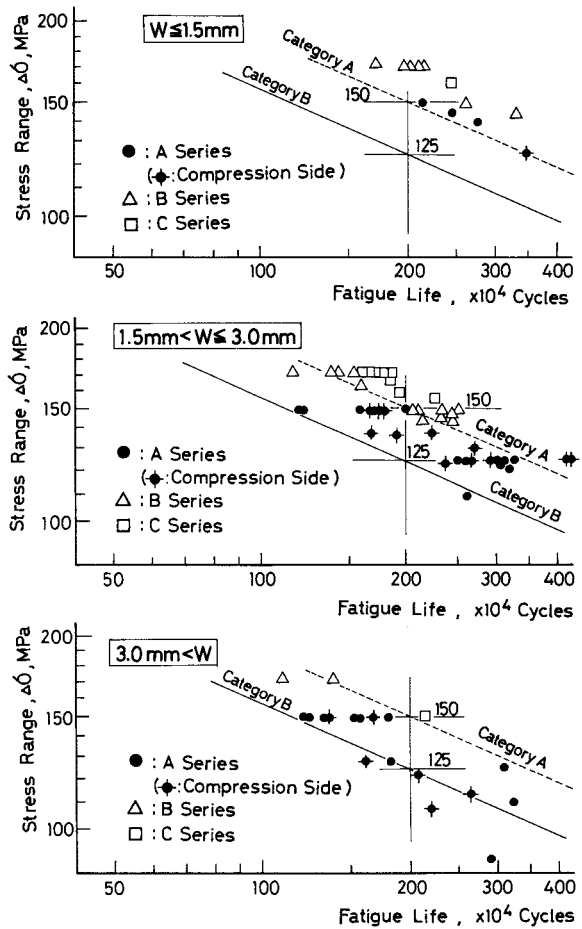 W≦1.5mm
Stress Range, ΔÓ, MPa
200
150
100
Category A
Category B
150
125
● : A Series
(⌖:Compression Side)
△ : B Series
□ : C Series
50 100 200 300 400
Fatigue Life , x10⁴ Cycles
1.5mm<W≦3.0mm
Stress Range, ΔÓ, MPa
200
150
100
150
125
Category A
Category B
● : A Series
(⌖:Compression Side)
△ : B Series
□ : C Series
50 100 200 300 400
Fatigue Life , x10⁴ Cycles
3.0mm<W
Stress Range, ΔÓ, MPa
200
150
100
Category B
150
Category A
125
● : A Series
(⌖:Compression Side)
△ : B Series
□ : C Series
50 100 200 300 400
Fatigue Life , x10⁴ Cycles